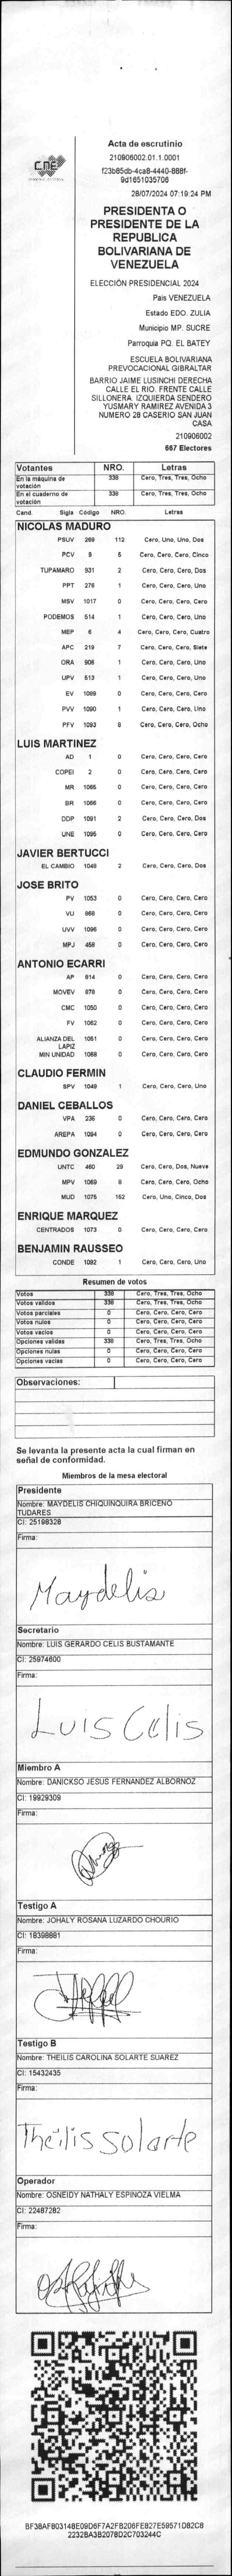 CNE
Acta de escrutinio
210906002.01.1.0001
f23b85db-4ca8-4440-888f-
9d1651035706
28/07/2024 07:19:24 PM
PRESIDENTA O
PRESIDENTE DE LA
REPUBLICA
BOLIVARIANA DE
VENEZUELA
ELECCIÓN PRESIDENCIAL 2024
Pais VENEZUELA
Estado EDO. ZULIA
Municipio MP. SUCRE
Parroquia PQ. EL BATEY
ESCUELA BOLIVARIANA
PREVOCACIONAL GIBRALTAR
BARRIO JAIME LUSINCHI DERECHA
CALLE EL RIO. FRENTE CALLE
SILLONERA. IZQUIERDA SENDERO
YUSMARY RAMIREZ AVENIDA 3
NUMERO 28 CASERIO SAN JUAN
CASA
210906002
667 Electores
Votantes NRO. Letras
En la máquina de votación 338 Cero, Tres, Tres, Ocho
En el cuaderno de votación 338 Cero, Tres, Tres, Ocho
Cand. Sigla Código NRO. Letras
NICOLAS MADURO
PSUV 269 112 Cero, Uno, Uno, Dos
PCV 9 5 Cero, Cero, Cero, Cinco
TUPAMARO 931 2 Cero, Cero, Cero, Dos
PPT 276 1 Cero, Cero, Cero, Uno
MSV 1017 0 Cero, Cero, Cero, Cero
PODEMOS 514 1 Cero, Cero, Cero, Uno
MEP 6 4 Cero, Cero, Cero, Cuatro
APC 219 7 Cero, Cero, Cero, Siete
ORA 906 1 Cero, Cero, Cero, Uno
UPV 513 1 Cero, Cero, Cero, Uno
EV 1089 0 Cero, Cero, Cero, Cero
PVV 1090 1 Cero, Cero, Cero, Uno
PFV 1093 8 Cero, Cero, Cero, Ocho
LUIS MARTINEZ
AD 1 0 Cero, Cero, Cero, Cero
COPEI 2 0 Cero, Cero, Cero, Cero
MR 1065 0 Cero, Cero, Cero, Cero
BR 1066 0 Cero, Cero, Cero, Cero
DDP 1091 2 Cero, Cero, Cero, Dos
UNE 1095 0 Cero, Cero, Cero, Cero
JAVIER BERTUCCI
EL CAMBIO 1048 2 Cero, Cero, Cero, Dos
JOSE BRITO
PV 1053 0 Cero, Cero, Cero, Cero
VU 868 0 Cero, Cero, Cero, Cero
UVV 1096 0 Cero, Cero, Cero, Cero
MPJ 458 0 Cero, Cero, Cero, Cero
ANTONIO ECARRI
AP 814 0 Cero, Cero, Cero, Cero
MOVEV 878 0 Cero, Cero, Cero, Cero
CMC 1050 0 Cero, Cero, Cero, Cero
FV 1062 0 Cero, Cero, Cero, Cero
ALIANZA DEL LAPIZ 1061 0 Cero, Cero, Cero, Cero
MIN UNIDAD 1068 0 Cero, Cero, Cero, Cero
CLAUDIO FERMIN
SPV 1049 1 Cero, Cero, Cero, Uno
DANIEL CEBALLOS
VPA 236 0 Cero, Cero, Cero, Cero
AREPA 1094 0 Cero, Cero, Cero, Cero
EDMUNDO GONZALEZ
UNTC 460 29 Cero, Cero, Dos, Nueve
MPV 1069 8 Cero, Cero, Cero, Ocho
MUD 1075 152 Cero, Uno, Cinco, Dos
ENRIQUE MARQUEZ
CENTRADOS 1073 0 Cero, Cero, Cero, Cero
BENJAMIN RAUSSEO
CONDE 1092 1 Cero, Cero, Cero, Uno
Resumen de votos
Votos 338 Cero, Tres, Tres, Ocho
Votos validos 338 Cero, Tres, Tres, Ocho
Votos parciales 0 Cero, Cero, Cero, Cero
Votos nulos 0 Cero, Cero, Cero, Cero
Votos vacios 0 Cero, Cero, Cero, Cero
Opciones validas 338 Cero, Tres, Tres, Ocho
Opciones nulas 0 Cero, Cero, Cero, Cero
Opciones vacias 0 Cero, Cero, Cero, Cero
Observaciones:
Se levanta la presente acta la cual firman en
señal de conformidad.
Miembros de la mesa electoral
Presidente
Nombre: MAYDELIS CHIQUINQUIRA BRICENO
TUDARES
CI: 25198328
Firma:
Maydelis
Secretario
Nombre: LUIS GERARDO CELIS BUSTAMANTE
CI: 25974600
Firma:
Luis Celis
Miembro A
Nombre: DANICKSO JESUS FERNANDEZ ALBORNOZ
CI: 19929309
Firma:
Testigo A
Nombre: JOHALY ROSANA LUZARDO CHOURIO
CI: 18398681
Firma:
Testigo B
Nombre: THEILIS CAROLINA SOLARTE SUAREZ
CI: 15432435
Firma:
Theilis Solarte
Operador
Nombre: OSNEIDY NATHALY ESPINOZA VIELMA
CI: 22487282
Firma:
BF3BAFB03148E09D6F7A2FB206FE827E59571D82C8
2232BA3B2078D2C703244C